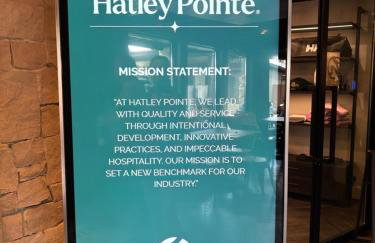 Hatley Pointe.
MISSION STATEMENT:
"AT HATLEY POINTE, WE LEAD
WITH QUALITY AND SERVICE
THROUGH INTENTIONAL
DEVELOPMENT, INNOVATIVE
PRACTICES, AND IMPECCABLE
HOSPITALITY. OUR MISSION IS TO
SET A NEW BENCHMARK FOR OUR
INDUSTRY."